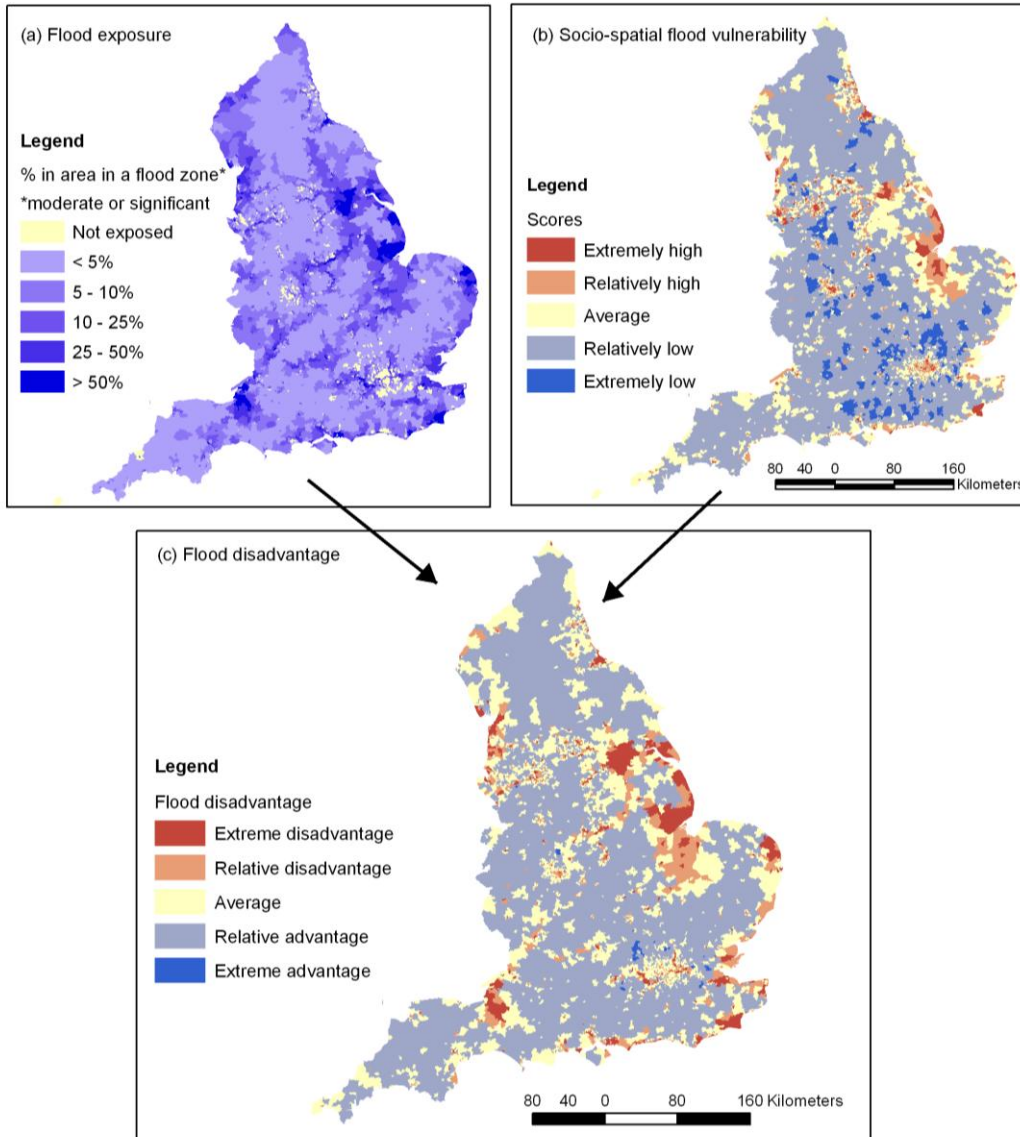 (a) Flood exposure
Legend
% in area in a flood zone*
*moderate or significant
Not exposed
< 5%
5 - 10%
10 - 25%
25 - 50%
> 50%
(b) Socio-spatial flood vulnerability
Legend
Scores
Extremely high
Relatively high
Average
Relatively low
Extremely low
80 40 0 80 160
Kilometers
(c) Flood disadvantage
Legend
Flood disadvantage
Extreme disadvantage
Relative disadvantage
Average
Relative advantage
Extreme advantage
80 40 0 80 160 Kilometers